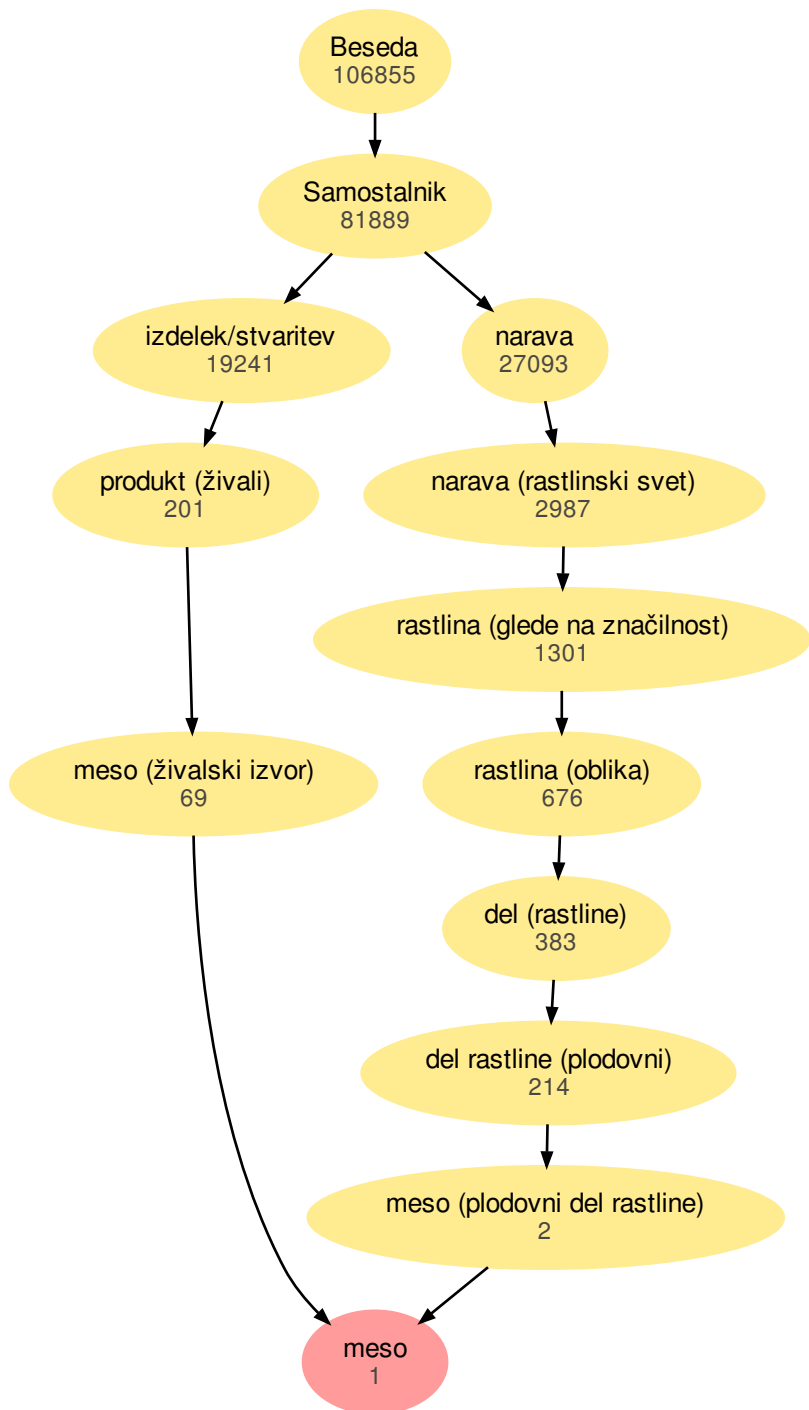 Beseda
106855
Samostalnik
81889
izdelek/stvaritev
19241
narava
27093
produkt (živali)
201
narava (rastlinski svet)
2987
rastlina (glede na značilnost)
1301
meso (živalski izvor)
69
rastlina (oblika)
676
del (rastline)
383
del rastline (plodovni)
214
meso (plodovni del rastline)
2
meso
1